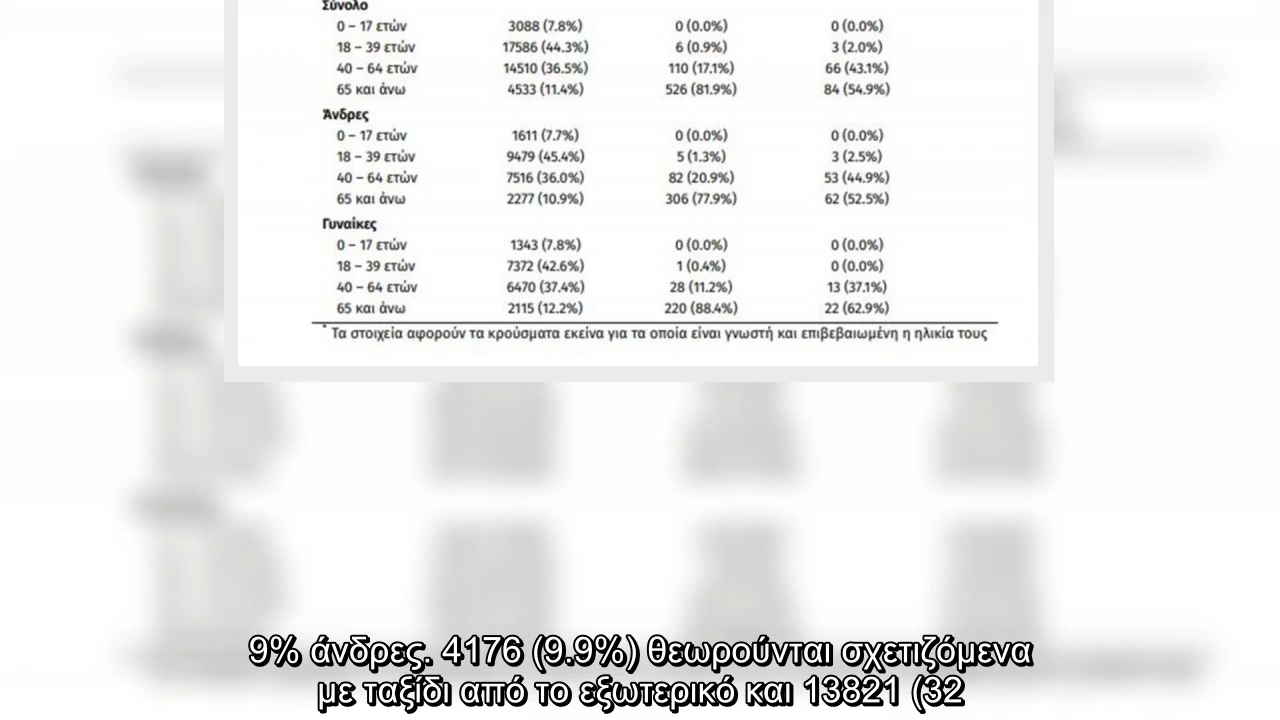 Σύνολο
0 – 17 ετών 3088 (7.8%) 0 (0.0%) 0 (0.0%)
18 – 39 ετών 17586 (44.3%) 6 (0.9%) 3 (2.0%)
40 – 64 ετών 14510 (36.5%) 110 (17.1%) 66 (43.1%)
65 και άνω 4533 (11.4%) 526 (81.9%) 84 (54.9%)
Άνδρες
0 – 17 ετών 1611 (7.7%) 0 (0.0%) 0 (0.0%)
18 – 39 ετών 9479 (45.4%) 5 (1.3%) 3 (2.5%)
40 – 64 ετών 7516 (36.0%) 82 (20.9%) 53 (44.9%)
65 και άνω 2277 (10.9%) 306 (77.9%) 62 (52.5%)
Γυναίκες
0 – 17 ετών 1343 (7.8%) 0 (0.0%) 0 (0.0%)
18 – 39 ετών 7372 (42.6%) 1 (0.4%) 0 (0.0%)
40 – 64 ετών 6470 (37.4%) 28 (11.2%) 13 (37.1%)
65 και άνω 2115 (12.2%) 220 (88.4%) 22 (62.9%)
* Τα στοιχεία αφορούν τα κρούσματα εκείνα για τα οποία είναι γνωστή και επιβεβαιωμένη η ηλικία τους
9% άνδρες. 4176 (9.9%) θεωρούνται σχετιζόμενα
με ταξίδι από το εξωτερικό και 13821 (32